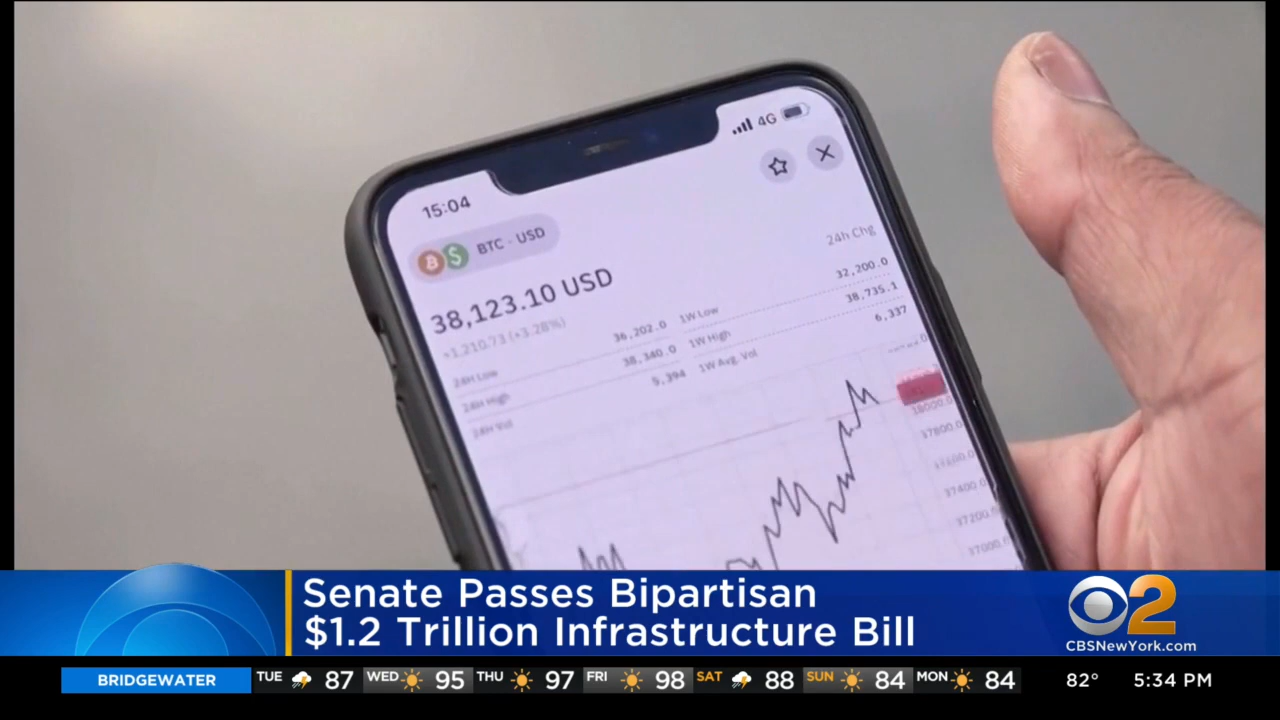 15:04
4G
BTC - USD
38,123.10 USD
+1,210.73 (+3.28%)
24h Chg
24H Low 36,202.0 1W Low 32,200.0
24H High 38,340.0 1W High 38,735.1
24H Vol 5,394 1W Avg. Vol 6,337
38000.0
37800.0
37600.0
37400.0
37200.0
37000.0
Senate Passes Bipartisan
$1.2 Trillion Infrastructure Bill
2
CBSNewYork.com
BRIDGEWATER TUE 87 WED 95 THU 97 FRI 98 SAT 88 SUN 84 MON 84 82° 5:34 PM